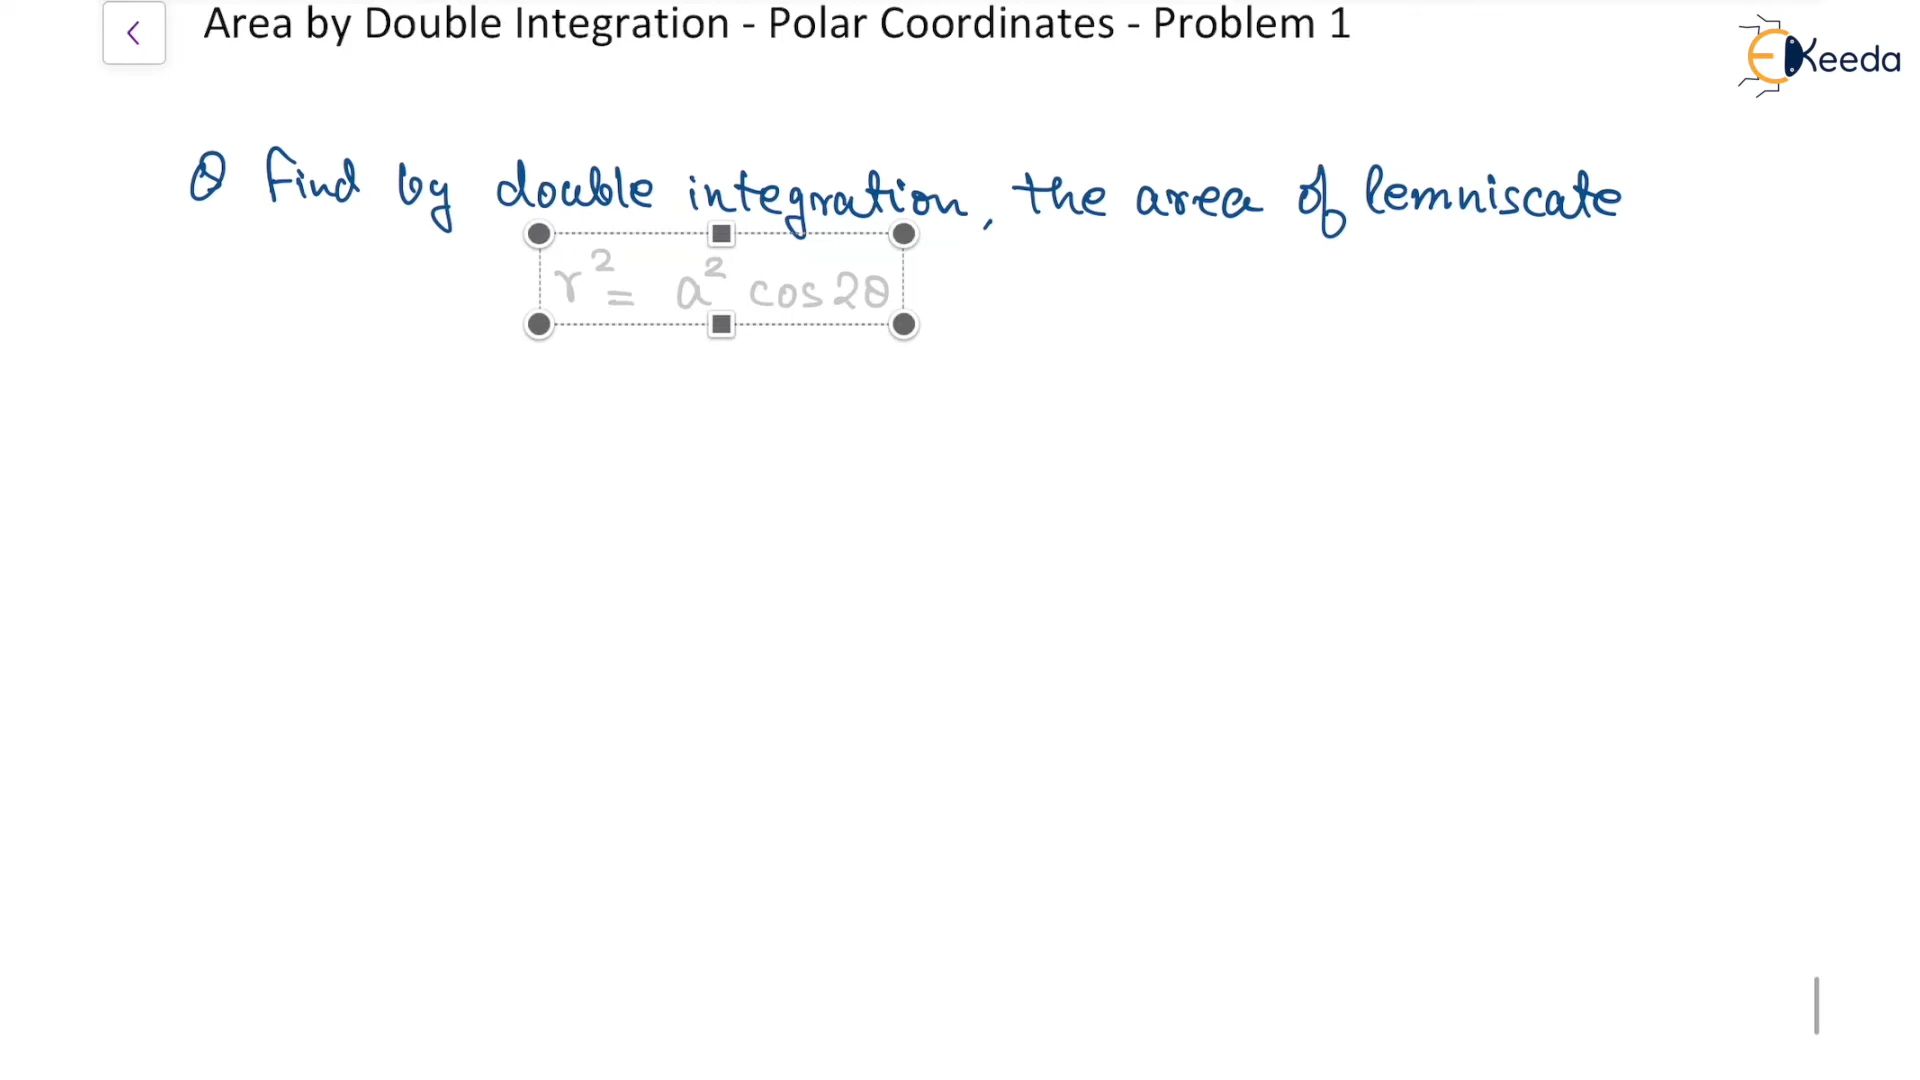 Area by Double Integration - Polar Coordinates - Problem 1
EKeeda
Q Find by double integration, the area of lemniscate
r² = a² cos2θ